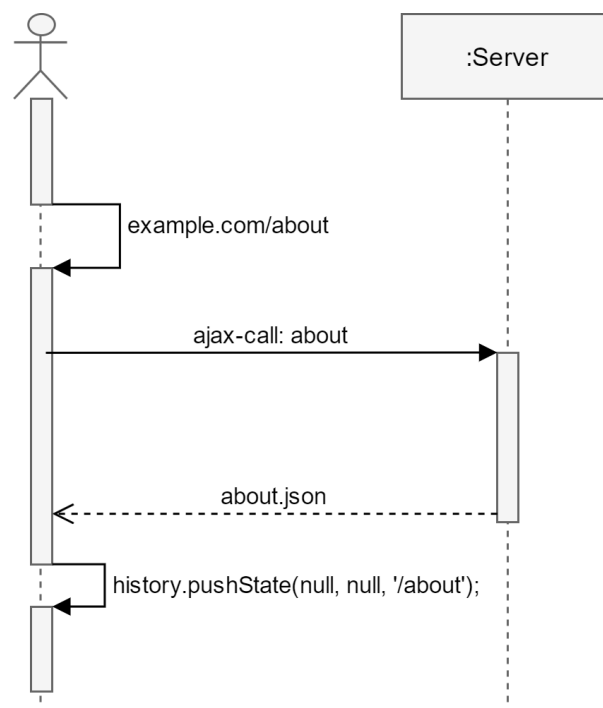 :Server
example.com/about
ajax-call: about
about.json
history.pushState(null, null, '/about');